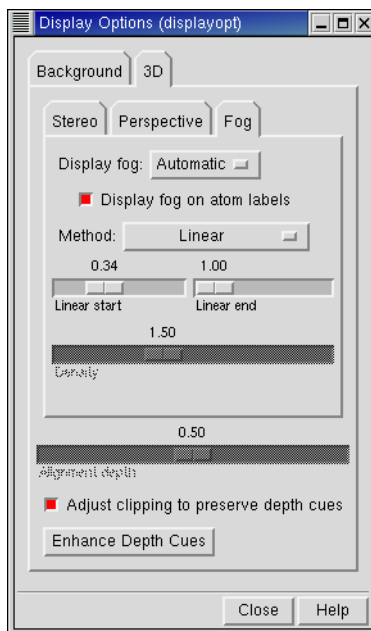 Display Options (displayopt)
Background 3D
Stereo Perspective Fog
Display fog: Automatic
Display fog on atom labels
Method: Linear
0.34 1.00
Linear start Linear end
1.50
Density
0.50
Alignment depth
Adjust clipping to preserve depth cues
Enhance Depth Cues
Close Help